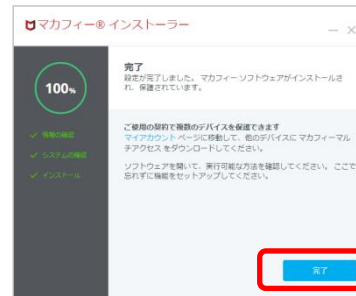 マカフィー® インストーラー
完了
設定が完了しました。 マカフィーソフトウェアがインストールさ
れ、保護されています。
100%
ご使用の契約で複数のデバイスを保護できます
マイアカウント ページに移動して、他のデバイスに マカフィーマル
チアクセス をダウンロードしてください。
ソフトウェアを開いて、実行可能な方法を確認してください。 ここで
忘れずに機能をセットアップしてください。
✓ 情報の確認
✓ システムの確認
✓ インストール
完了